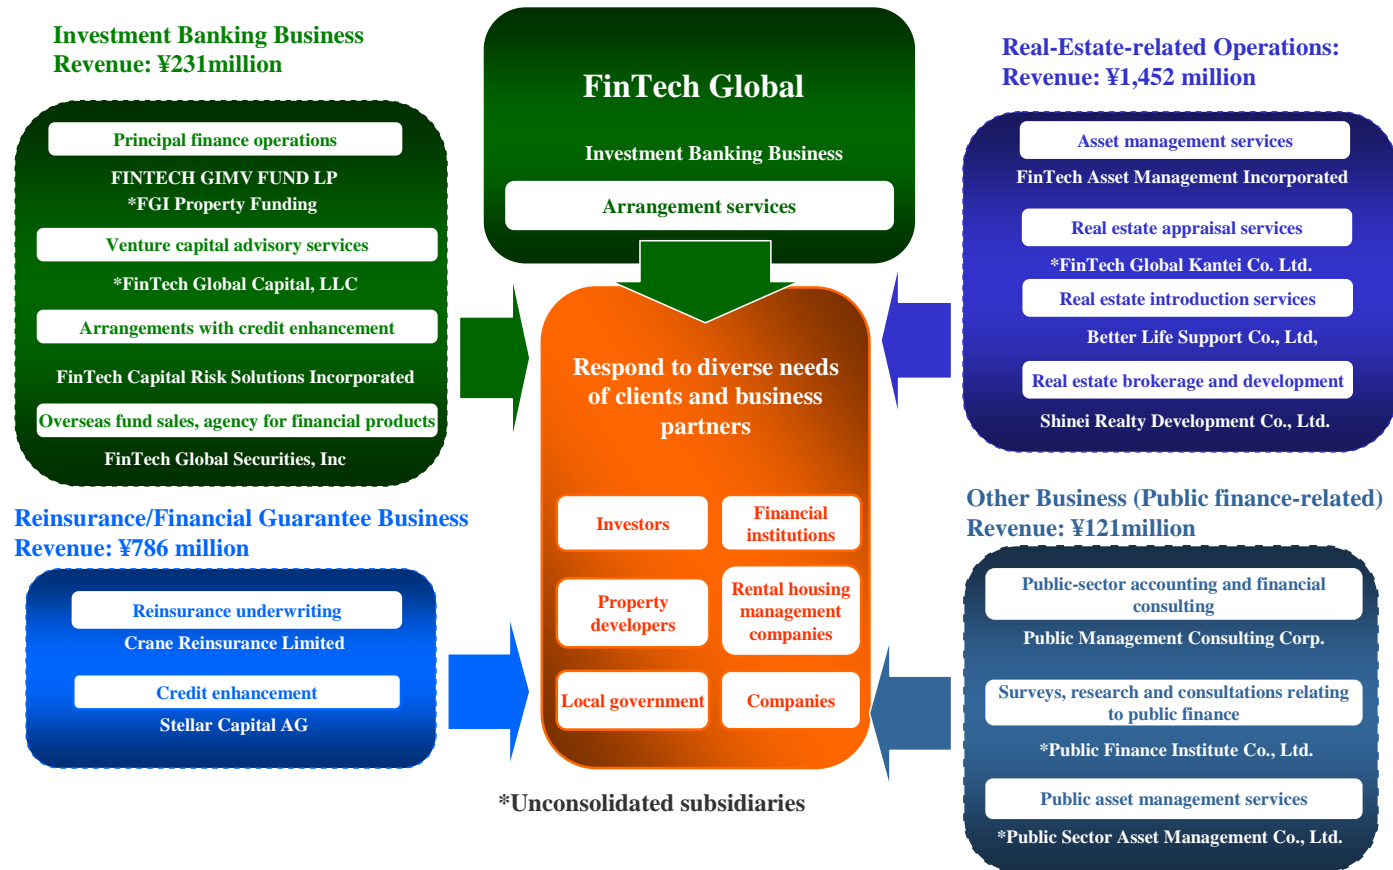 Investment Banking Business
Revenue: ¥231million
Principal finance operations
FINTECH GIMV FUND LP
*FGI Property Funding
Venture capital advisory services
*FinTech Global Capital, LLC
Arrangements with credit enhancement
FinTech Capital Risk Solutions Incorporated
Overseas fund sales, agency for financial products
FinTech Global Securities, Inc
Reinsurance/Financial Guarantee Business
Revenue: ¥786 million
Reinsurance underwriting
Crane Reinsurance Limited
Credit enhancement
Stellar Capital AG
FinTech Global
Investment Banking Business
Arrangement services
Respond to diverse needs
of clients and business
partners
Investors
Financial
institutions
Property
developers
Rental housing
management
companies
Local government
Companies
*Unconsolidated subsidiaries
Real-Estate-related Operations:
Revenue: ¥1,452 million
Asset management services
FinTech Asset Management Incorporated
Real estate appraisal services
*FinTech Global Kantei Co. Ltd.
Real estate introduction services
Better Life Support Co., Ltd,
Real estate brokerage and development
Shinei Realty Development Co., Ltd.
Other Business (Public finance-related)
Revenue: ¥121million
Public-sector accounting and financial
consulting
Public Management Consulting Corp.
Surveys, research and consultations relating
to public finance
*Public Finance Institute Co., Ltd.
Public asset management services
*Public Sector Asset Management Co., Ltd.